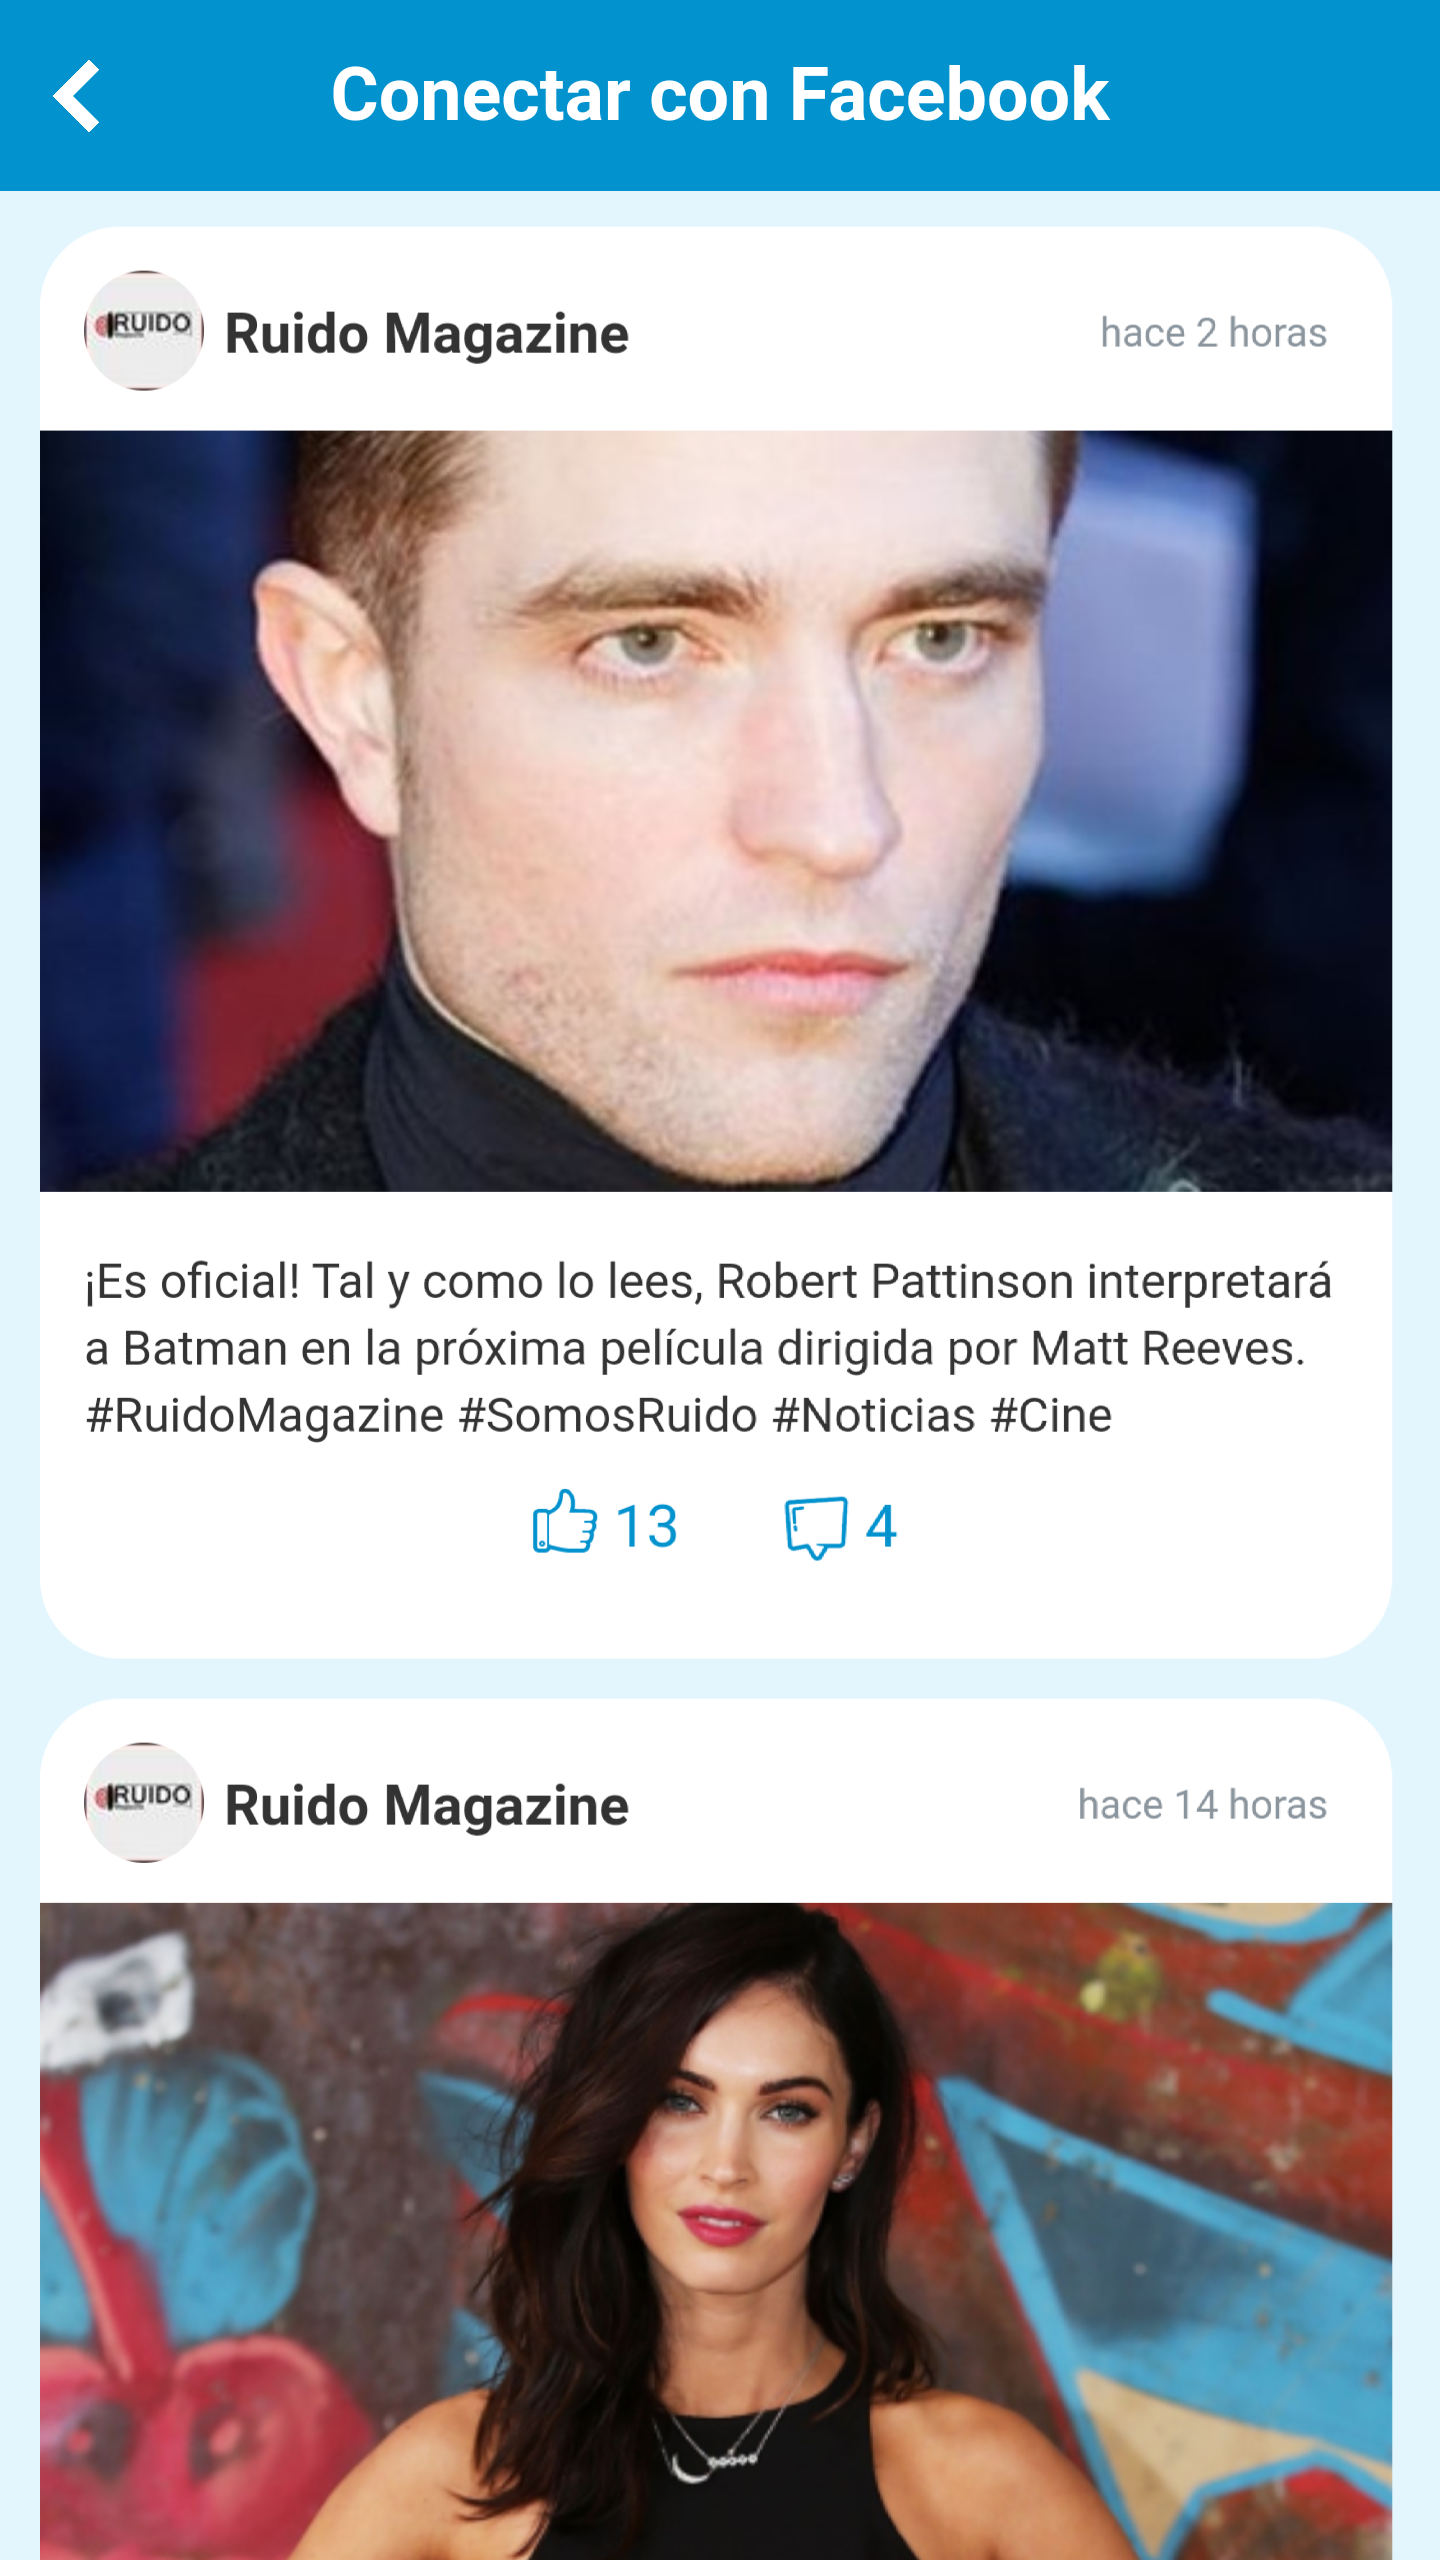 Conectar con Facebook
RUIDO
Ruido Magazine
hace 2 horas
¡Es oficial! Tal y como lo lees, Robert Pattinson interpretará
a Batman en la próxima película dirigida por Matt Reeves.
#RuidoMagazine #SomosRuido #Noticias #Cine
13
4
RUIDO
Ruido Magazine
hace 14 horas